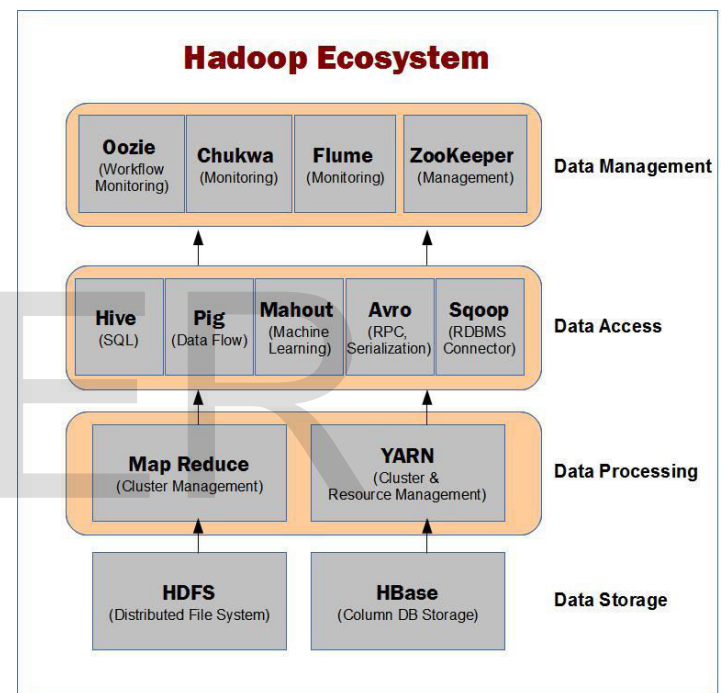 Hadoop Ecosystem
Oozie
(Workflow
Monitoring)
Chukwa
(Monitoring)
Flume
(Monitoring)
ZooKeeper
(Management)
Data Management
Hive
(SQL)
Pig
(Data Flow)
Mahout
(Machine
Learning)
Avro
(RPC,
Serialization)
Sqoop
(RDBMS
Connector)
Data Access
Map Reduce
(Cluster Management)
YARN
(Cluster &
Resource Management)
Data Processing
HDFS
(Distributed File System)
HBase
(Column DB Storage)
Data Storage
ER